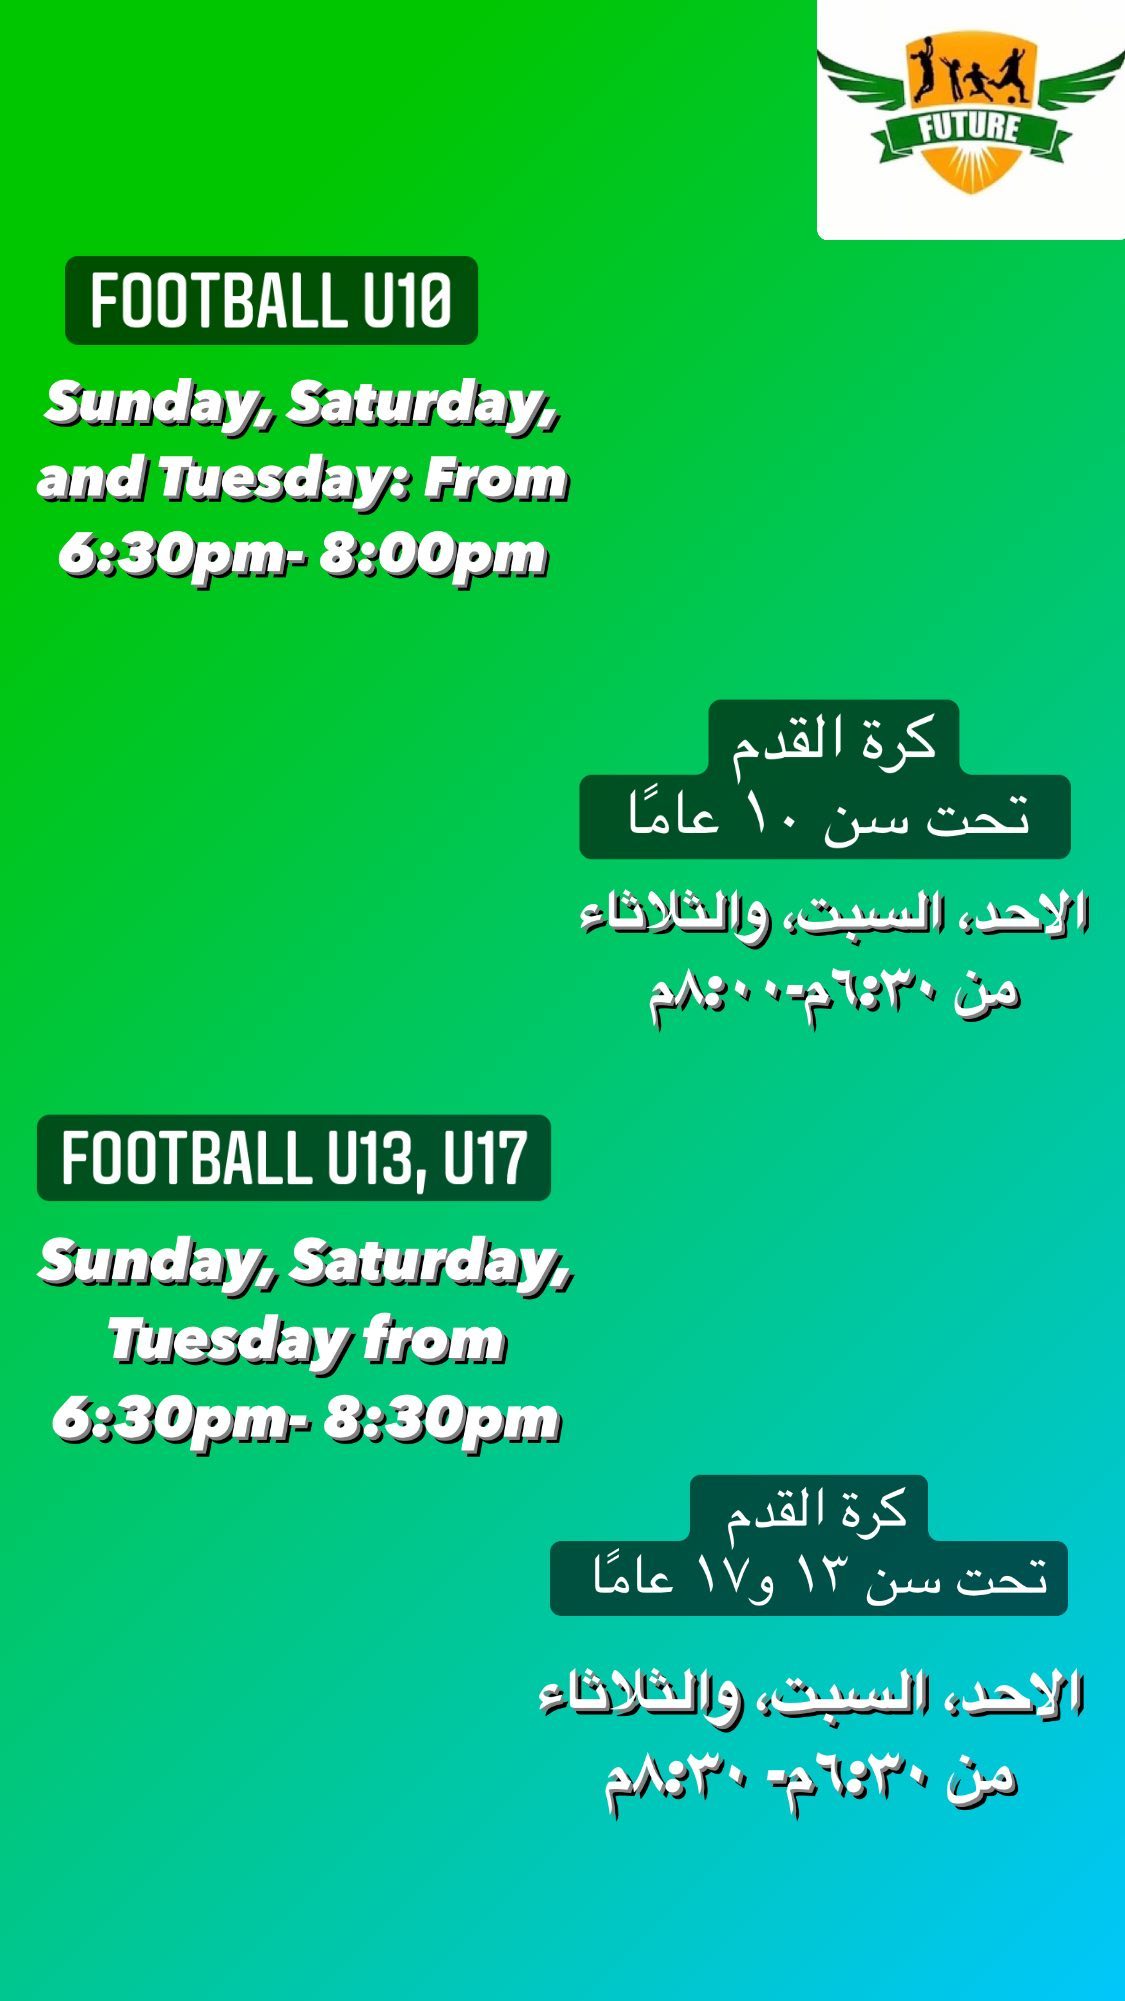 FUTURE
FOOTBALL U10
Sunday, Saturday,
and Tuesday: From
6:30pm- 8:00pm
كرة القدم
تحت سن ١٠ عامًا
الاحد، السبت، والثلاثاء
من ٦:٣٠م-٨:٠٠م
FOOTBALL U13, U17
Sunday, Saturday,
Tuesday from
6:30pm- 8:30pm
كرة القدم
تحت سن ١٣ و١٧ عامًا
الاحد، السبت، والثلاثاء
من ٦:٣٠م- ٨:٣٠م